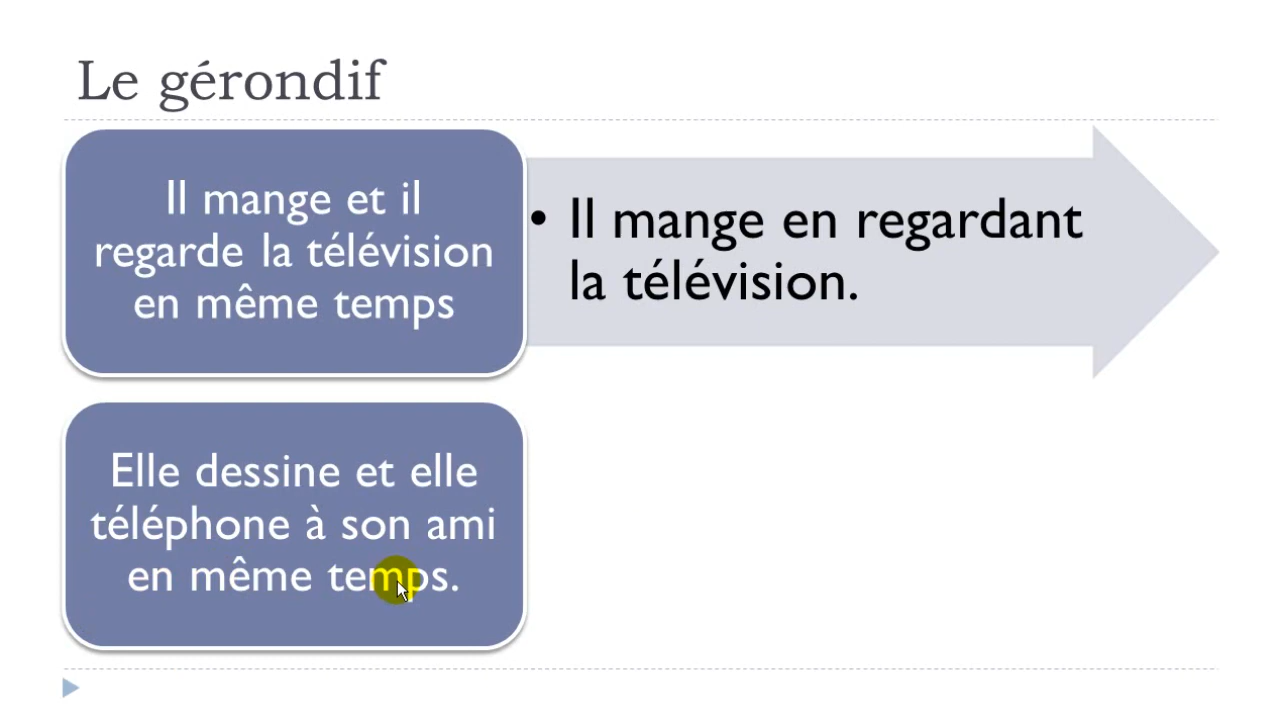 Le gérondif
Il mange et il
regarde la télévision
en même temps
• Il mange en regardant
la télévision.
Elle dessine et elle
téléphone à son ami
en même temps.